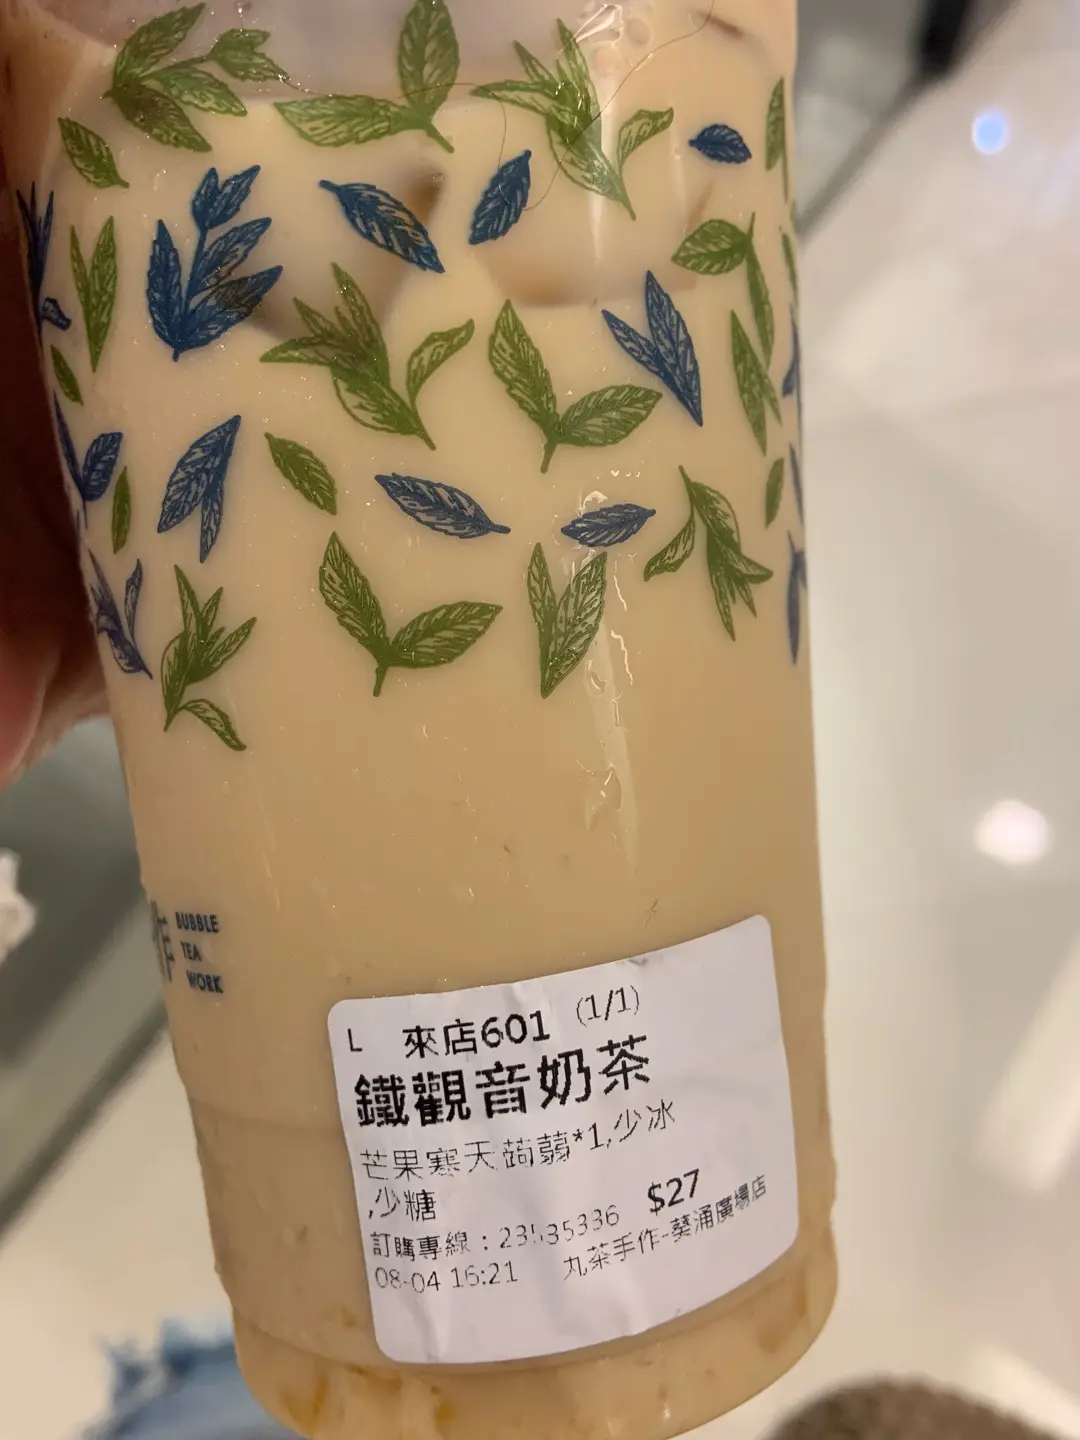 BUBBLE
TEA
WORK
L 來店601 (1/1)
鐵觀音奶茶
芒果寒天蒟蒻*1,少冰
,少糖
$27
訂購專線：23535336
08-04 16:21 丸茶手作-葵涌廣場店